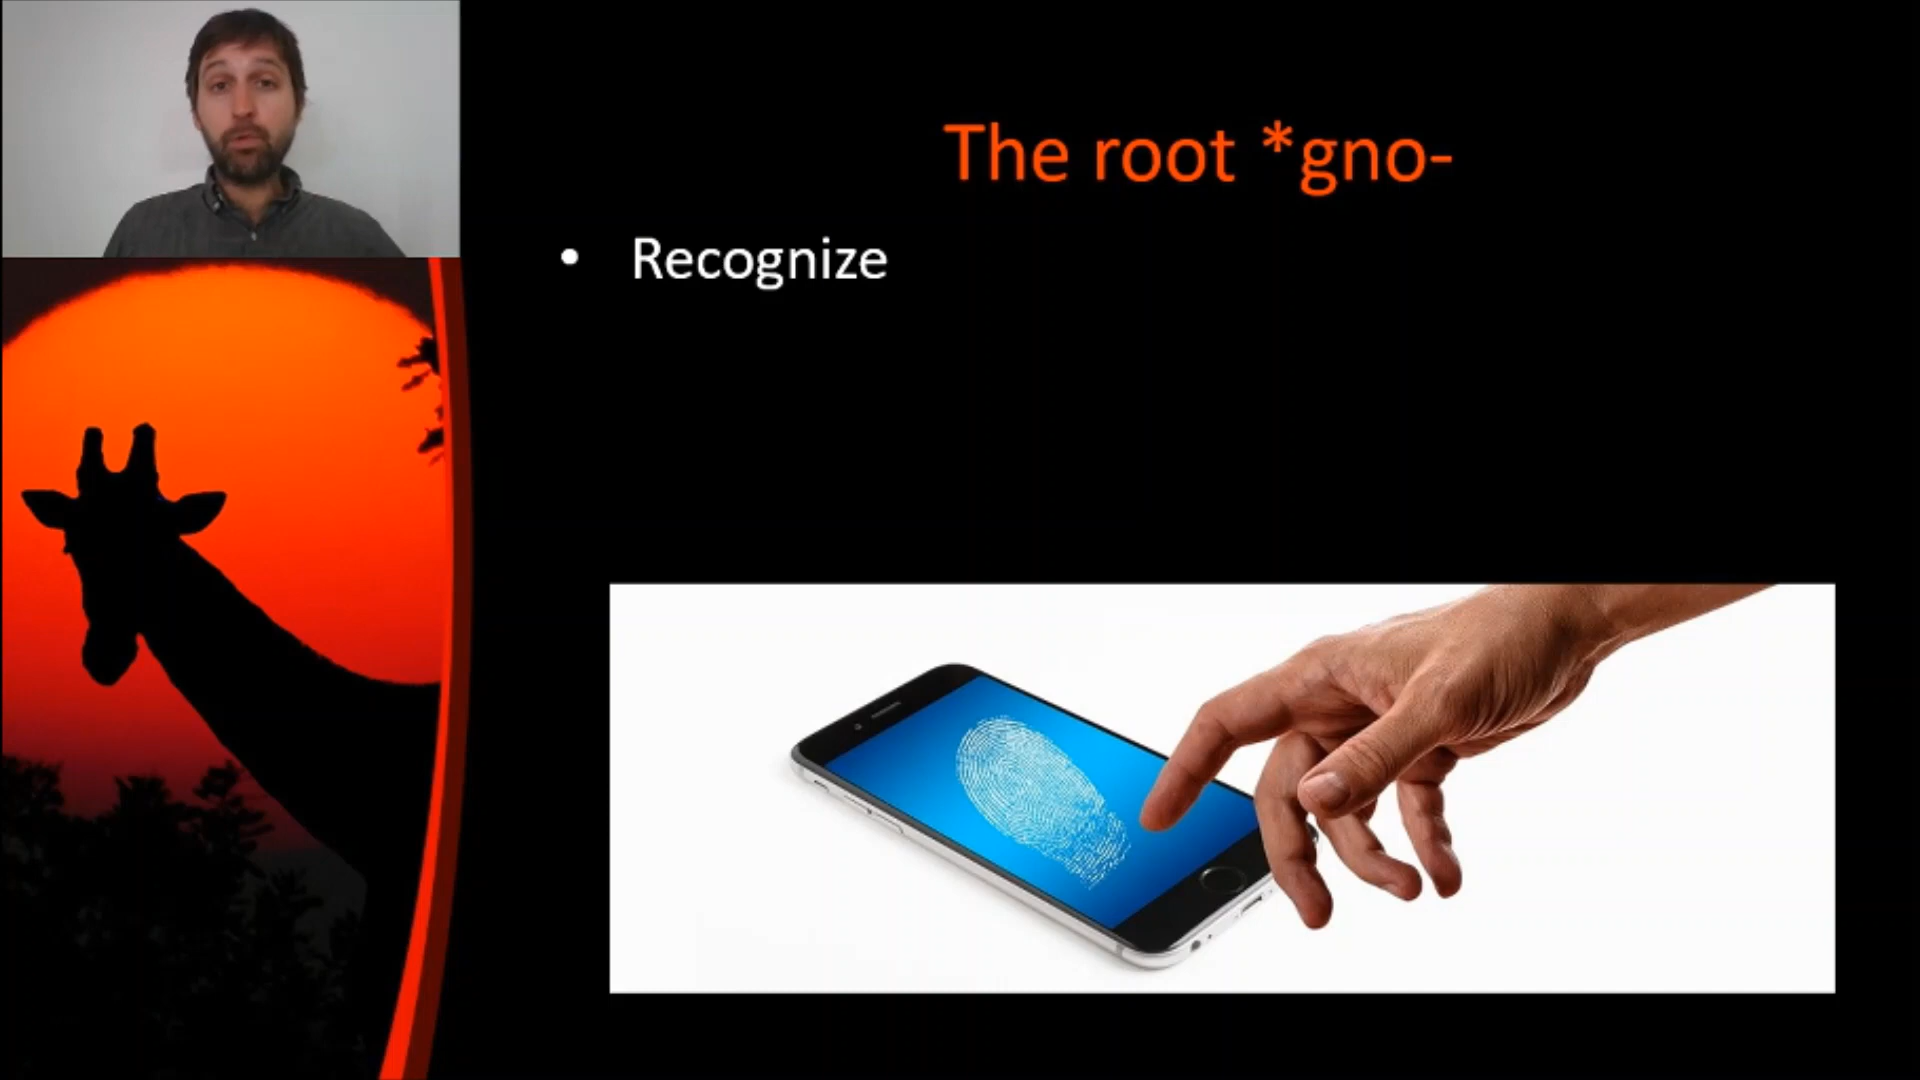 The root *gno-
• Recognize